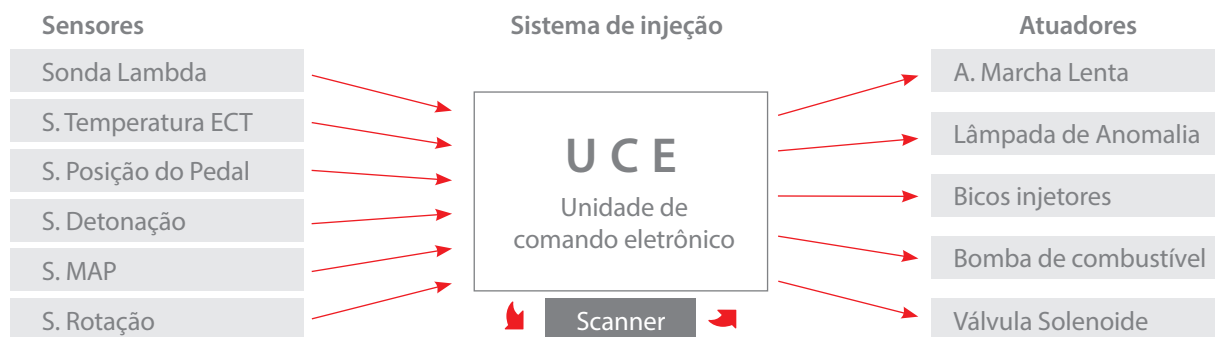 Sensores
Sonda Lambda
S. Temperatura ECT
S. Posição do Pedal
S. Detonação
S. MAP
S. Rotação
Sistema de injeção
U C E
Unidade de
comando eletrônico
Scanner
Atuadores
A. Marcha Lenta
Lâmpada de Anomalia
Bicos injetores
Bomba de combustível
Válvula Solenoide